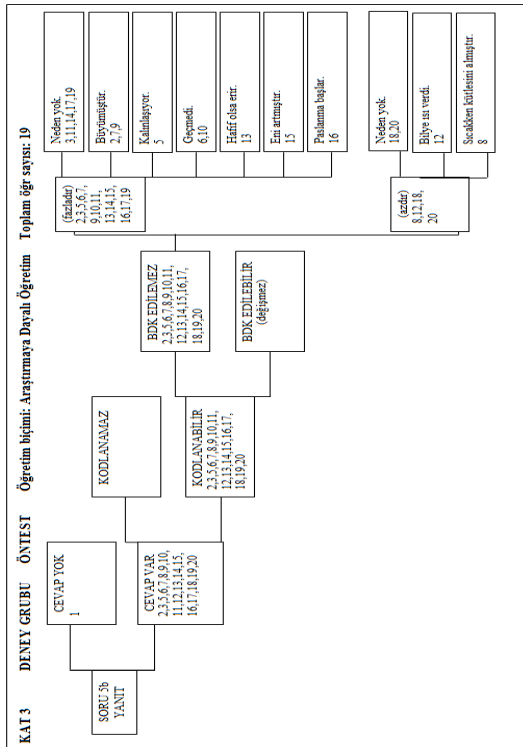 KAT 3 DENEY GRUBU ÖNTEST Öğretim biçimi: Araştırmaya Dayalı Öğretim Toplam öğr sayısı: 19
SORU 5b
YANIT
CEVAP YOK
1
CEVAP VAR
2,3,5,6,7,8,9,10,
11,12,13,14,15,
16,17,18,19,20
KODLANAMAZ
KODLANABİLİR
2,3,5,6,7,8,9,10,11,
12,13,14,15,16,17,
18,19,20
BDK EDİLEMEZ
2,3,5,6,7,8,9,10,11,
12,13,14,15,16,17,
18,19,20
BDK EDİLEBİLİR
(değişmez)
(fazladır)
2,3,5,6,7,
9,10,11,
13,14,15,
16,17,19
(azdır)
8,12,18,
20
Neden yok.
3,11,14,17,19
Büyümüştür.
2,7,9
Kalınlaşıyor.
5
Geçmedi.
6,10
Hafif olsa erir.
13
Eni artmıştır.
15
Paslanma başlar.
16
Neden yok.
18,20
Bilye ısı verdi.
12
Sıcakken kütlesini almıştır.
8